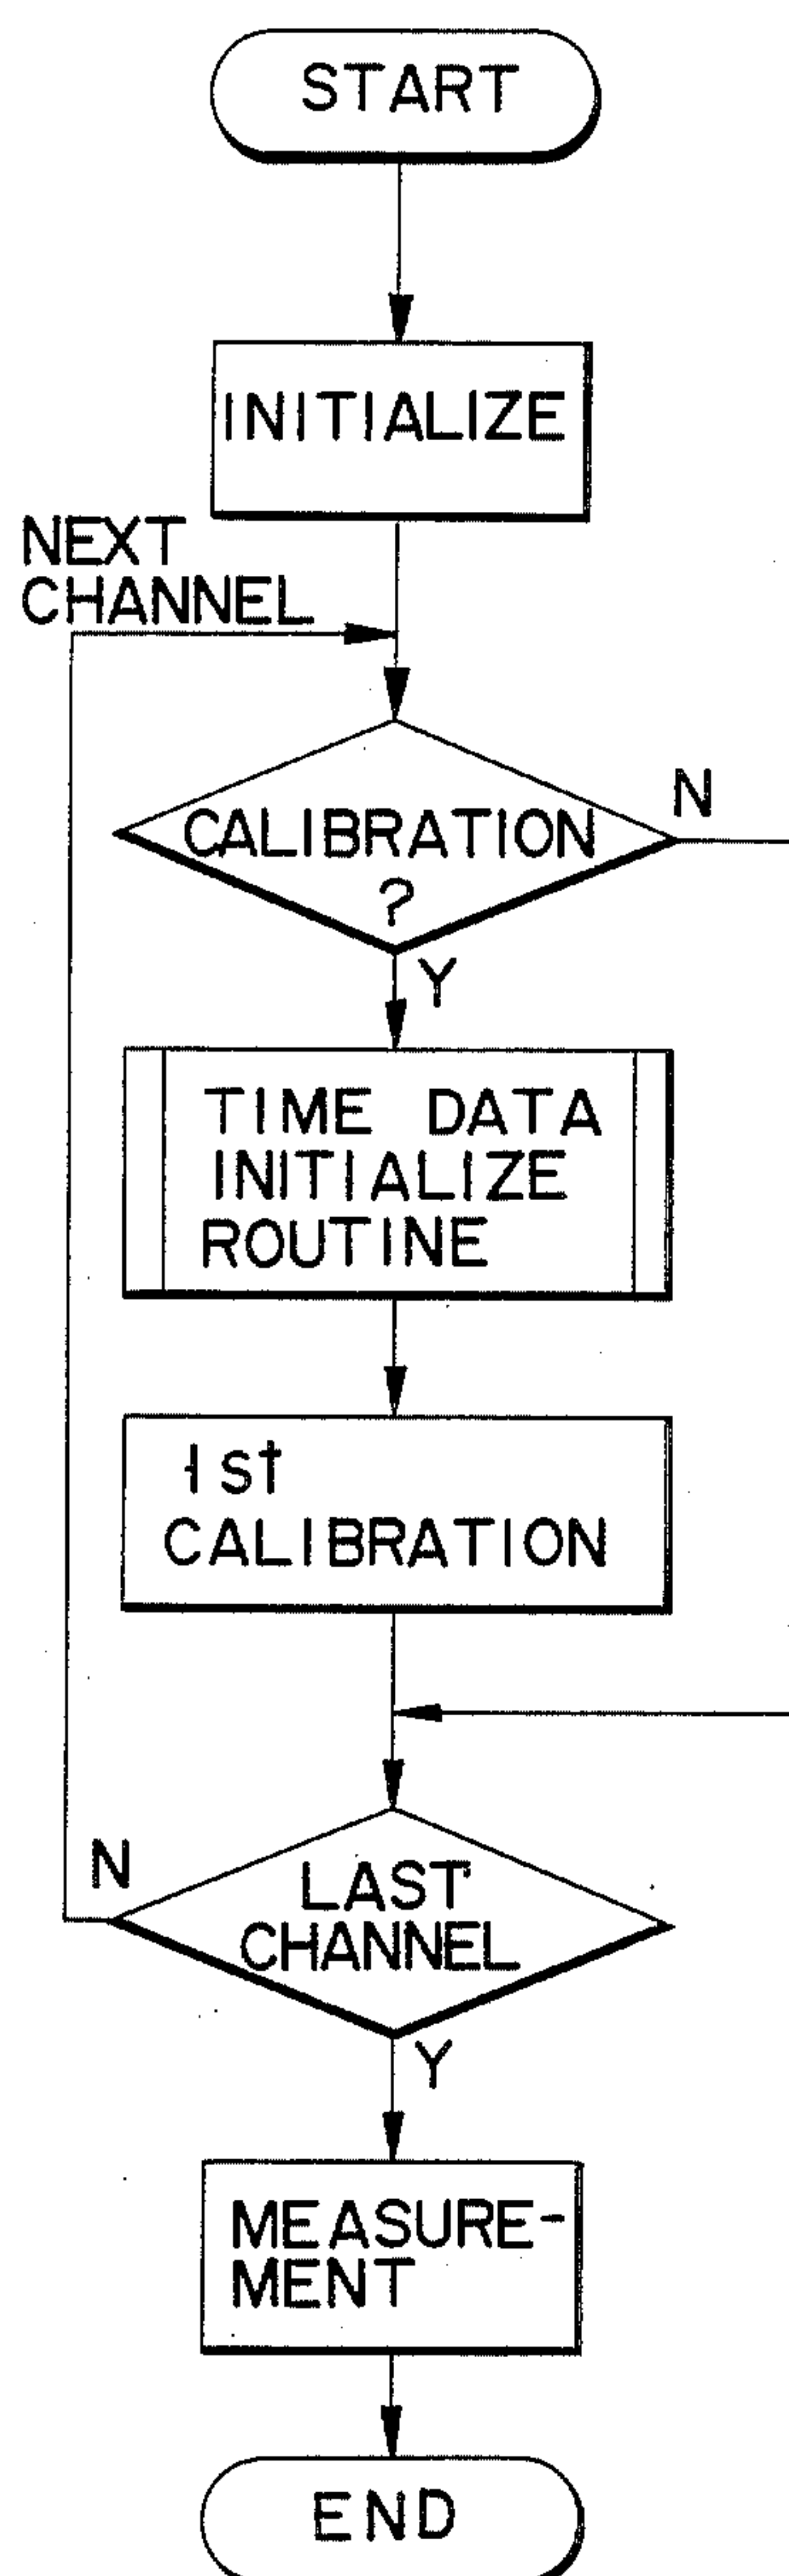 START
INITIALIZE
NEXT
CHANNEL
CALIBRATION
?
N
Y
TIME DATA
INITIALIZE
ROUTINE
1st
CALIBRATION
N
LAST
CHANNEL
Y
MEASURE-
MENT
END